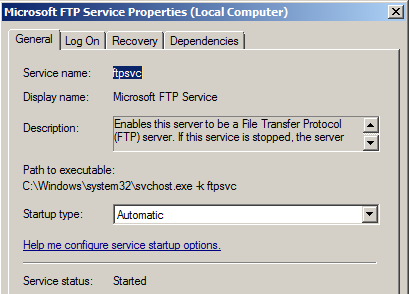 Microsoft FTP Service Properties (Local Computer)
General Log On Recovery Dependencies
Service name: ftpsvc
Display name: Microsoft FTP Service
Description: Enables this server to be a File Transfer Protocol
(FTP) server. If this service is stopped, the server
Path to executable:
C:\Windows\system32\svchost.exe -k ftpsvc
Startup type: Automatic
Help me configure service startup options.
Service status: Started